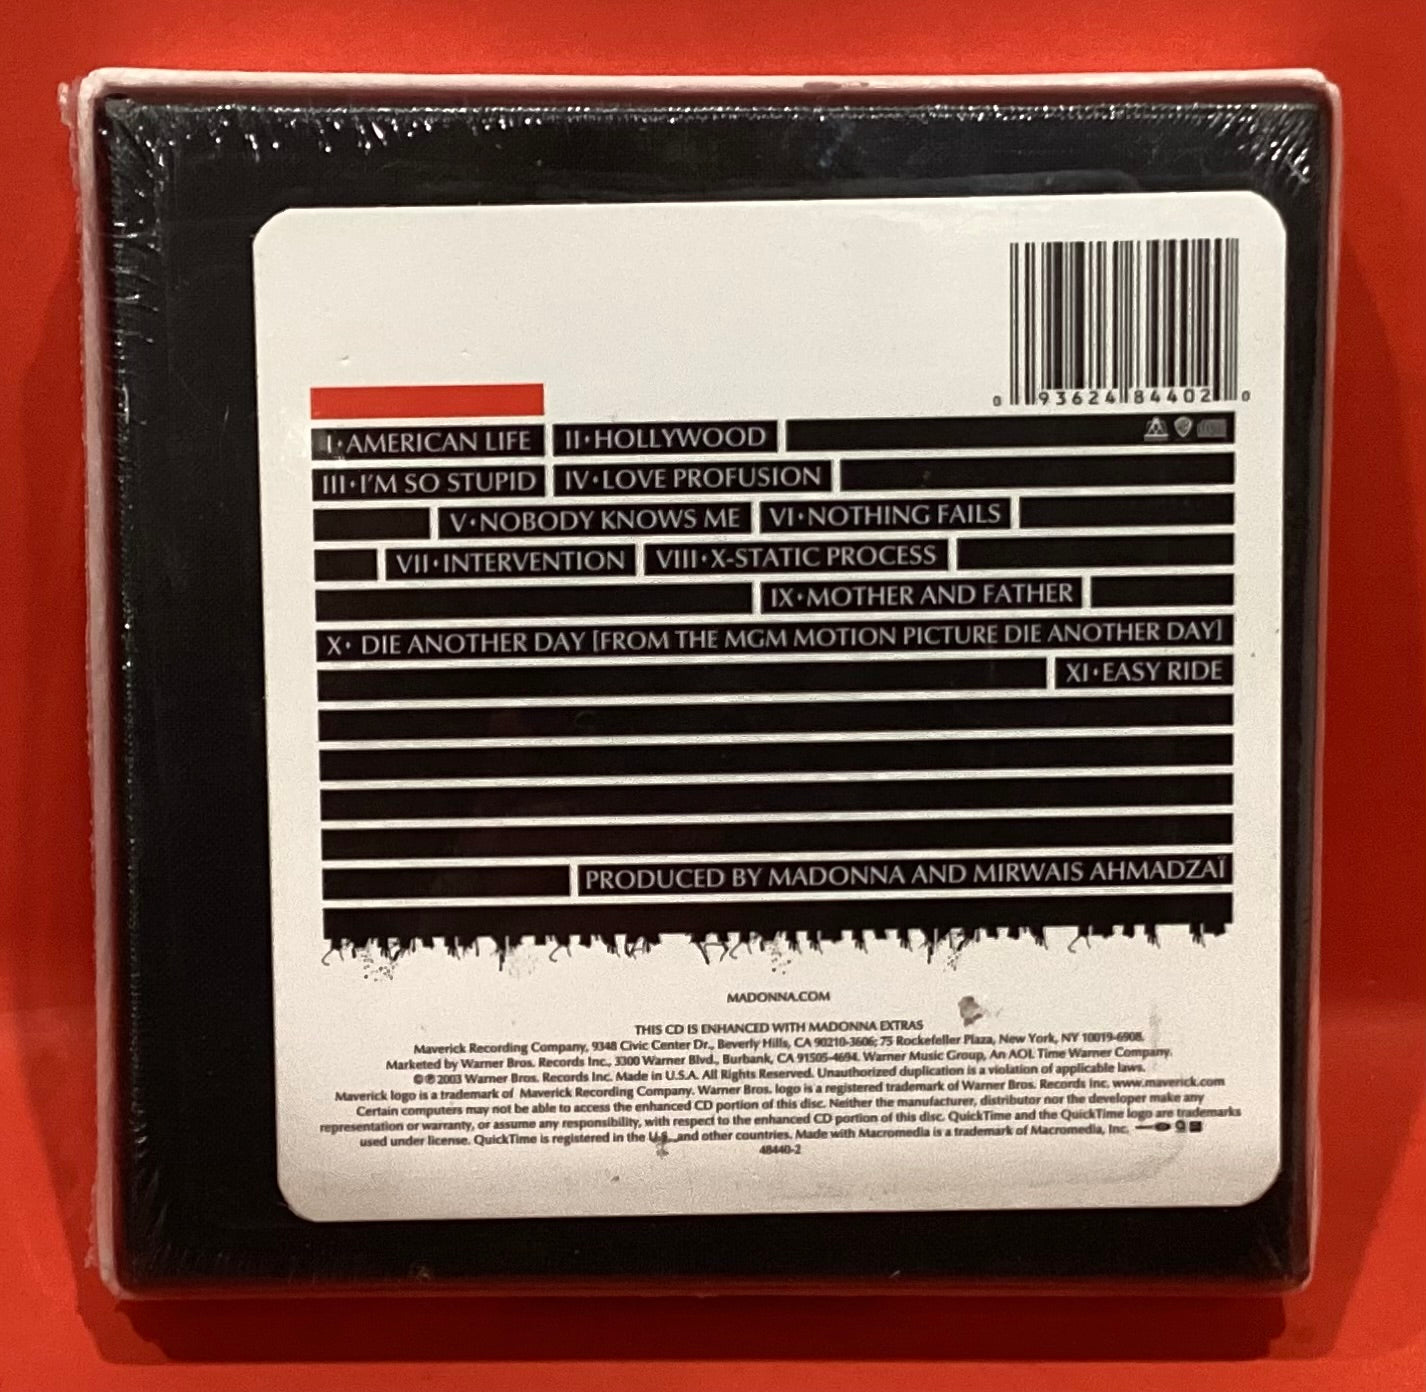 0 93624 84402 0
I·AMERICAN LIFE II·HOLLYWOOD
III·I'M SO STUPID IV·LOVE PROFUSION
V·NOBODY KNOWS ME VI·NOTHING FAILS
VII·INTERVENTION VIII·X-STATIC PROCESS
IX·MOTHER AND FATHER
X· DIE ANOTHER DAY [FROM THE MGM MOTION PICTURE DIE ANOTHER DAY]
XI·EASY RIDE
PRODUCED BY MADONNA AND MIRWAIS AHMADZAÏ
MADONNA.COM
THIS CD IS ENHANCED WITH MADONNA EXTRAS
Maverick Recording Company, 9348 Civic Center Dr., Beverly Hills, CA 90210-3606; 75 Rockefeller Plaza, New York, NY 10019-6908.
Marketed by Warner Bros. Records Inc., 3300 Warner Blvd., Burbank, CA 91505-4694. Warner Music Group, An AOL Time Warner Company.
©℗2003 Warner Bros. Records Inc. Made in U.S.A. All Rights Reserved. Unauthorized duplication is a violation of applicable laws.
Maverick logo is a trademark of Maverick Recording Company. Warner Bros. logo is a registered trademark of Warner Bros. Records Inc. www.maverick.com
Certain computers may not be able to access the enhanced CD portion of this disc. Neither the manufacturer, distributor nor the developer make any
representation or warranty, or assume any responsibility, with respect to the enhanced CD portion of this disc. QuickTime and the QuickTime logo are trademarks
used under license. QuickTime is registered in the U.S. and other countries. Made with Macromedia is a trademark of Macromedia, Inc.
48440-2